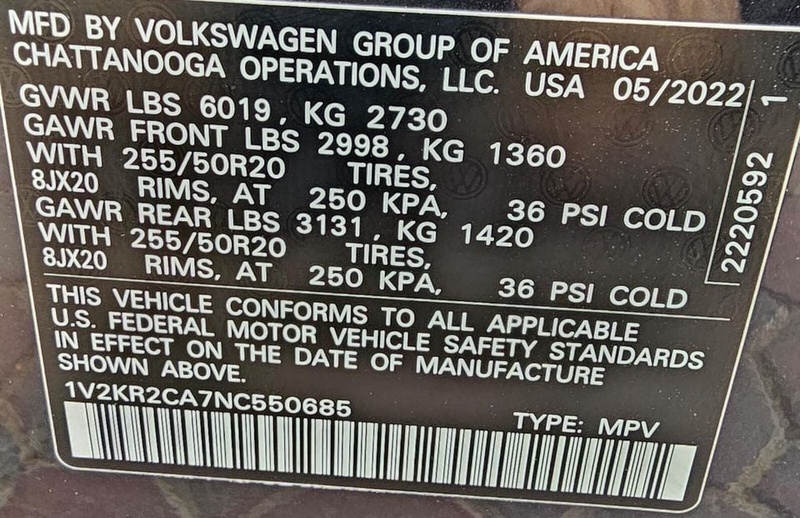 MFD BY VOLKSWAGEN GROUP OF AMERICA
CHATTANOOGA OPERATIONS, LLC. USA 05/2022
GVWR LBS 6019, KG 2730
GAWR FRONT LBS 2998, KG 1360
WITH 255/50R20 TIRES,
8JX20 RIMS, AT 250 KPA, 36 PSI COLD
GAWR REAR LBS 3131, KG 1420
WITH 255/50R20 TIRES,
8JX20 RIMS, AT 250 KPA, 36 PSI COLD
2220592 1
THIS VEHICLE CONFORMS TO ALL APPLICABLE
U.S. FEDERAL MOTOR VEHICLE SAFETY STANDARDS
IN EFFECT ON THE DATE OF MANUFACTURE
SHOWN ABOVE.
1V2KR2CA7NC550685 TYPE: MPV